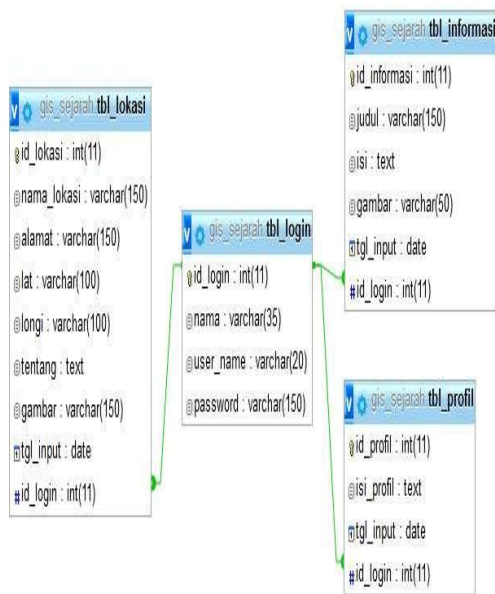 gis_sejarah tbl_lokasi
id_lokasi : int(11)
nama_lokasi : varchar(150)
alamat : varchar(150)
lat : varchar(100)
longi : varchar(100)
tentang : text
gambar : varchar(150)
tgl_input : date
#id_login : int(11)
gis_sejarah tbl_login
id_login : int(11)
nama : varchar(35)
user_name : varchar(20)
password : varchar(150)
gis_sejarah tbl_informasi
id_informasi : int(11)
judul : varchar(150)
isi : text
gambar : varchar(50)
tgl_input : date
#id_login : int(11)
gis_sejarah tbl_profil
id_profil : int(11)
isi_profil : text
tgl_input : date
#id_login : int(11)